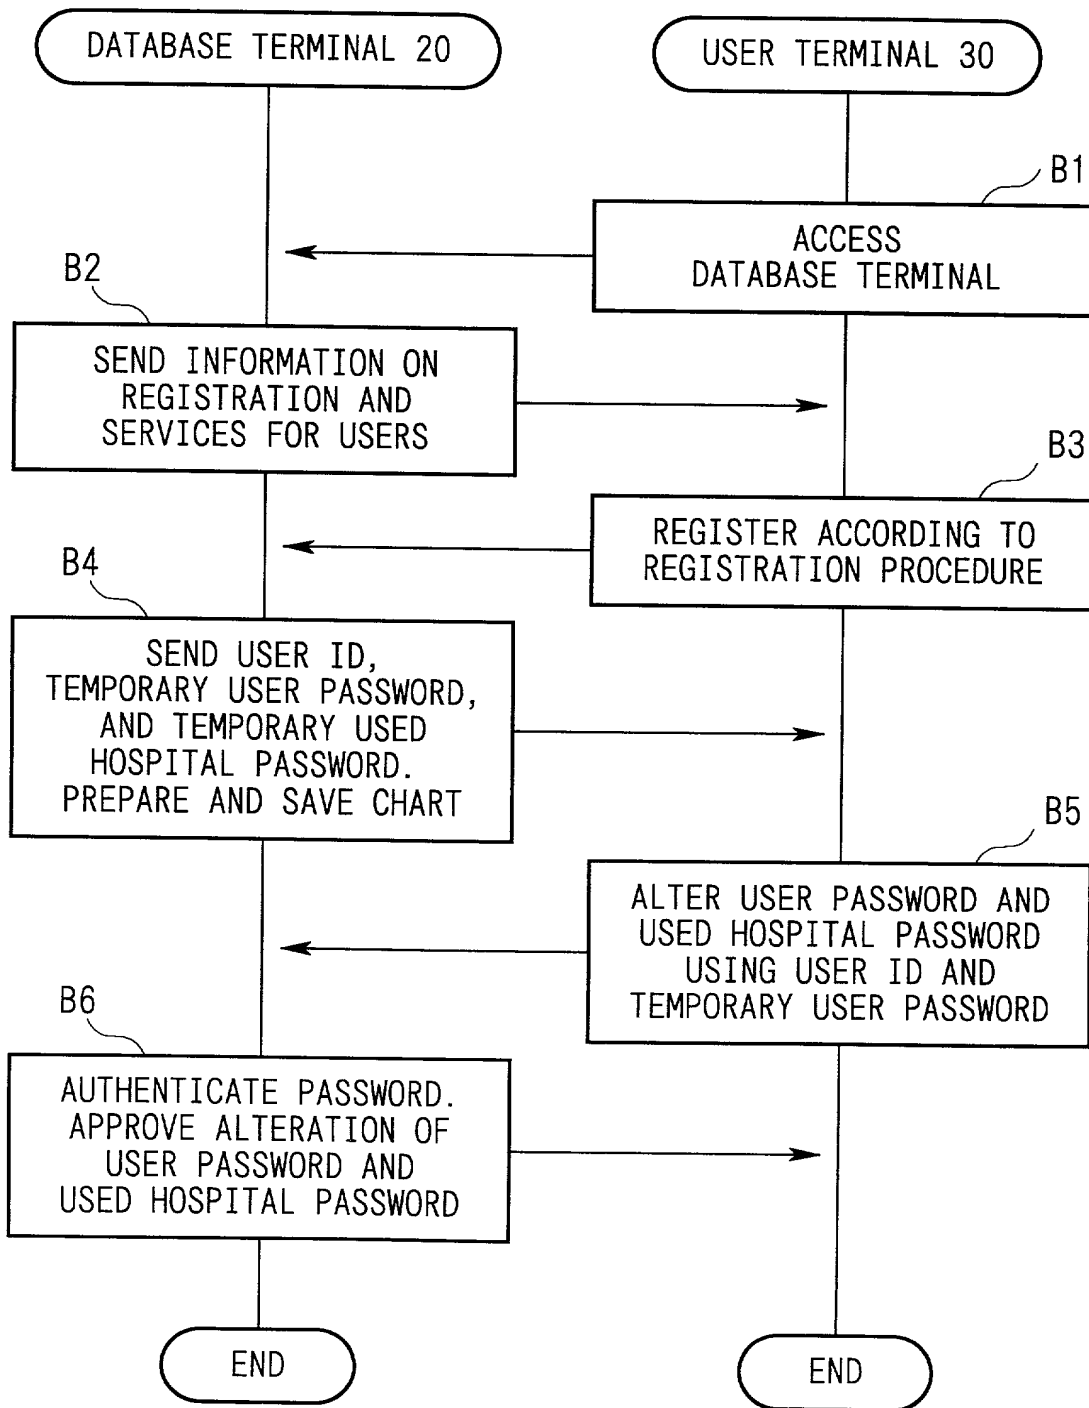 DATABASE TERMINAL 20
USER TERMINAL 30
B1
ACCESS
DATABASE TERMINAL
B2
SEND INFORMATION ON
REGISTRATION AND
SERVICES FOR USERS
B3
REGISTER ACCORDING TO
REGISTRATION PROCEDURE
B4
SEND USER ID,
TEMPORARY USER PASSWORD,
AND TEMPORARY USED
HOSPITAL PASSWORD.
PREPARE AND SAVE CHART
B5
ALTER USER PASSWORD AND
USED HOSPITAL PASSWORD
USING USER ID AND
TEMPORARY USER PASSWORD
B6
AUTHENTICATE PASSWORD.
APPROVE ALTERATION OF
USER PASSWORD AND
USED HOSPITAL PASSWORD
END
END